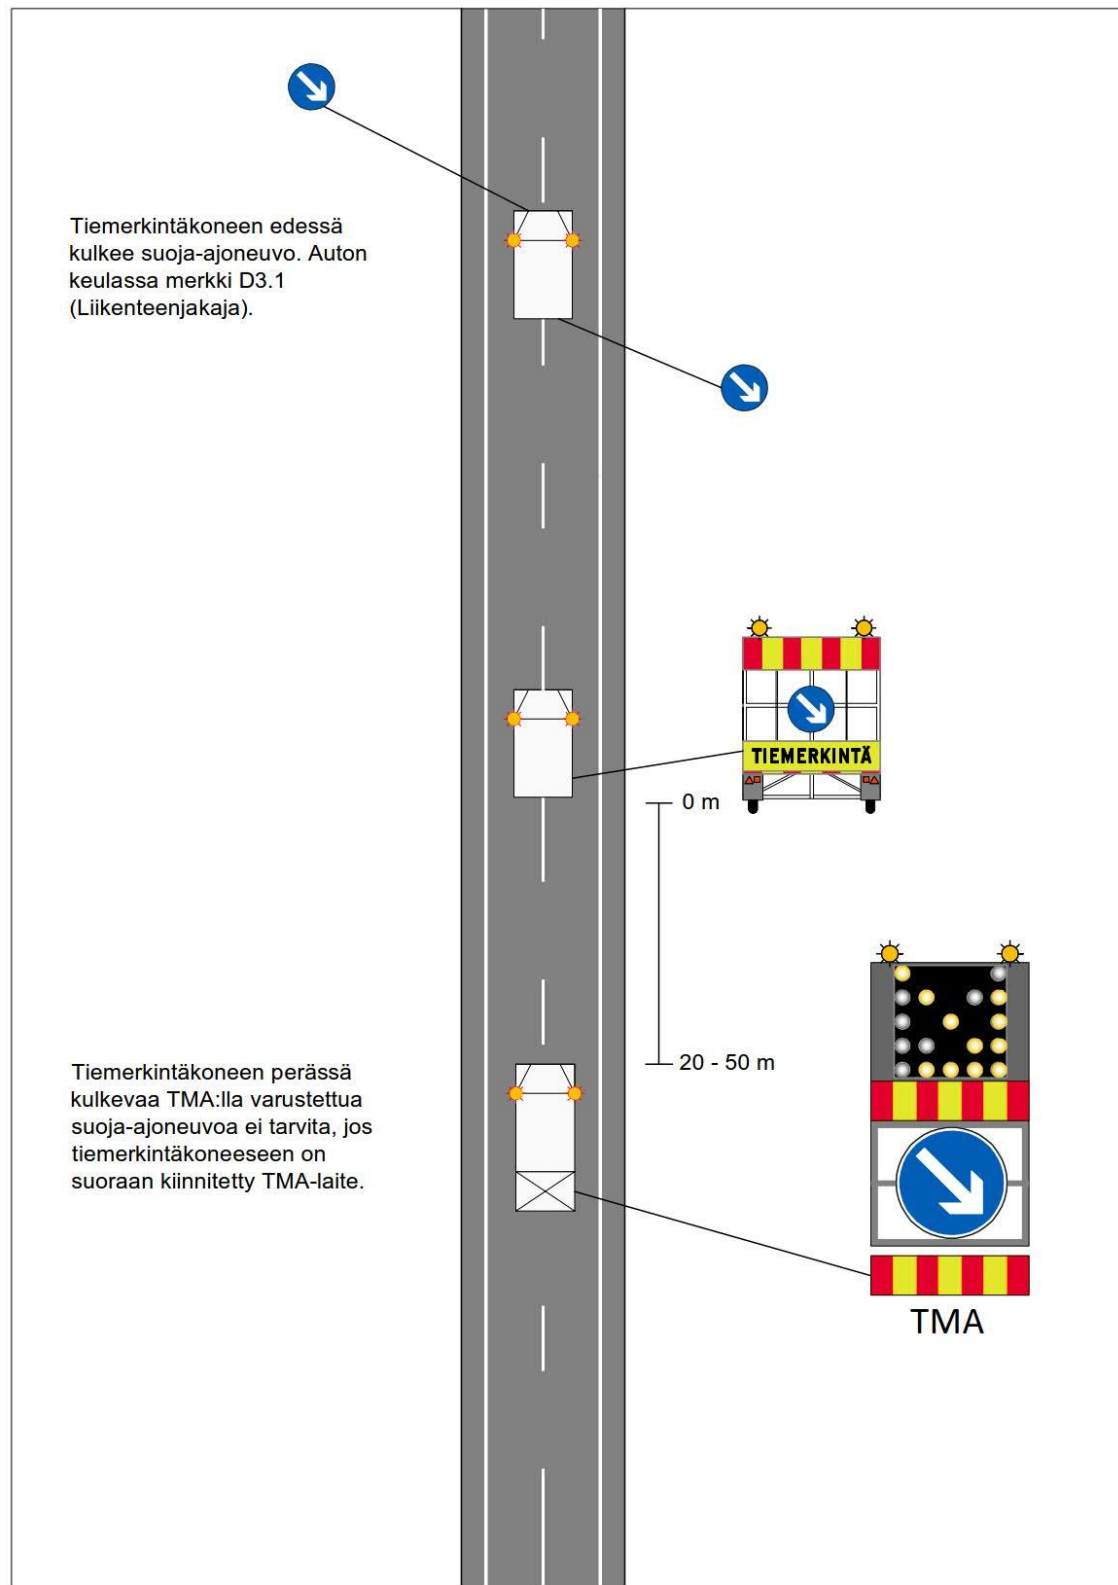 Tiemerkintäkoneen edessä
kulkee suoja-ajoneuvo. Auton
keulassa merkki D3.1
(Liikenteenjakaja).
TIEMERKINTÄ
0 m
20 - 50 m
Tiemerkintäkoneen perässä
kulkevaa TMA:lla varustettua
suoja-ajoneuvoa ei tarvita, jos
tiemerkintäkoneeseen on
suoraan kiinnitetty TMA-laite.
TMA